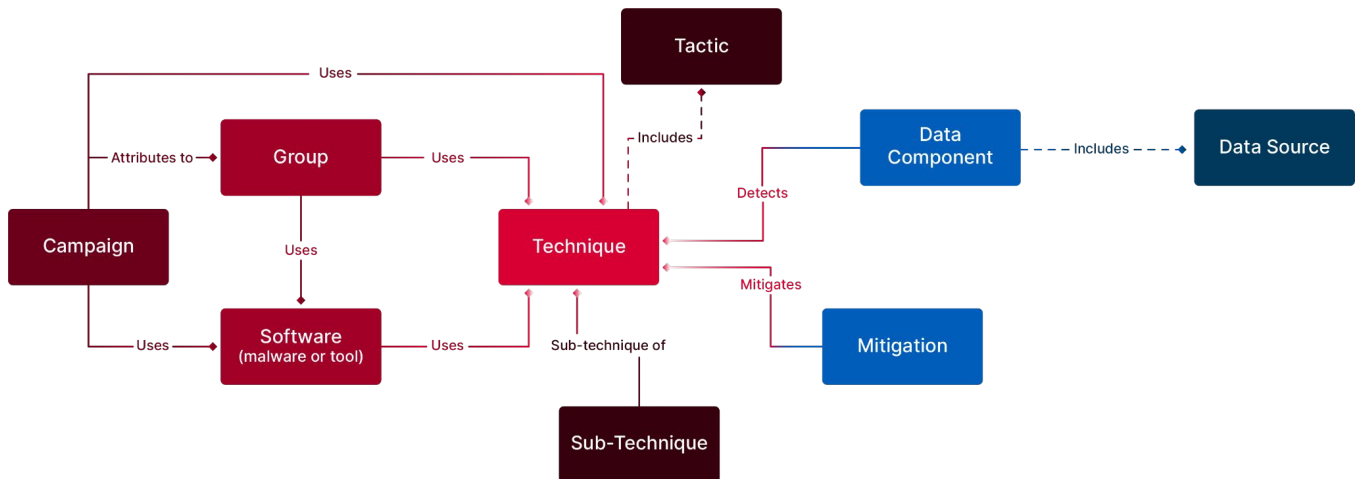 Tactic
Uses
Includes
Attributes to
Group
Uses
Data
Component
Includes
Data Source
Detects
Campaign
Uses
Technique
Mitigates
Uses
Software
(malware or tool)
Uses
Sub-technique of
Mitigation
Sub-Technique